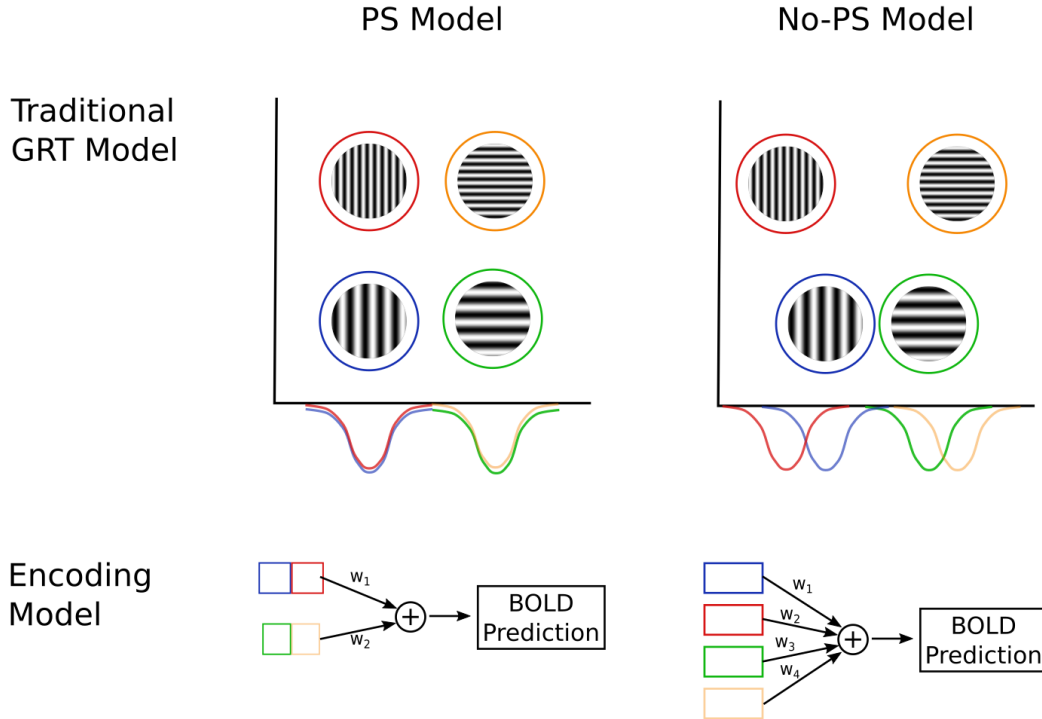 PS Model
No-PS Model
Traditional
GRT Model
Encoding
Model
w1
w2
+
BOLD
Prediction
w1
w2
w3
w4
+
BOLD
Prediction